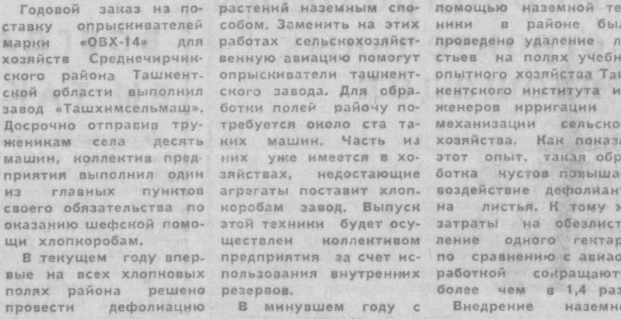 Годовой заказ на по-
ставку опрыскивателей
марки «ОВХ-14» для
хозяйств Среднечирчик-
ского района Ташкент-
ской области выполнил
завод «Ташхимсельмаш».
Досрочно отправив тру-
женикам села десять
машин, коллектив пред-
приятия выполнил один
из главных пунктов
своего обязательства по
оказанию шефской помо-
щи хлопкоробам.
В текущем году впер-
вые на всех хлопковых
полях района решено
провести дефолиацию
растений наземным спо-
собом. Заменить на этих
работах сельскохозяйст-
венную авиацию помогут
опрыскиватели ташкент-
ского завода. Для обра-
ботки полей району по-
требуется около ста та-
ких машин. Часть из
них уже имеется в хо-
зяйствах, недостающие
агрегаты поставит хлоп-
коробам завод. Выпуск
этой техники будет осу-
ществлен коллективом
предприятия за счет ис-
пользования внутренних
резервов.
В минувшем году с
помощью наземной те
ники в районе был
проведено удаление л
стьев на полях учебн
опытного хозяйства Таш
кентского института и
женеров ирригации
механизации сельско
хозяйства. Как показа
этот опыт, такая обр
ботка кустов повыша
воздействие дефолиант
на листья. К тому ж
затраты на обезлист
ление одного гектар
по сравнению с авиао
работкой сокращают
более чем в 1,4 раз
Внедрение наземн